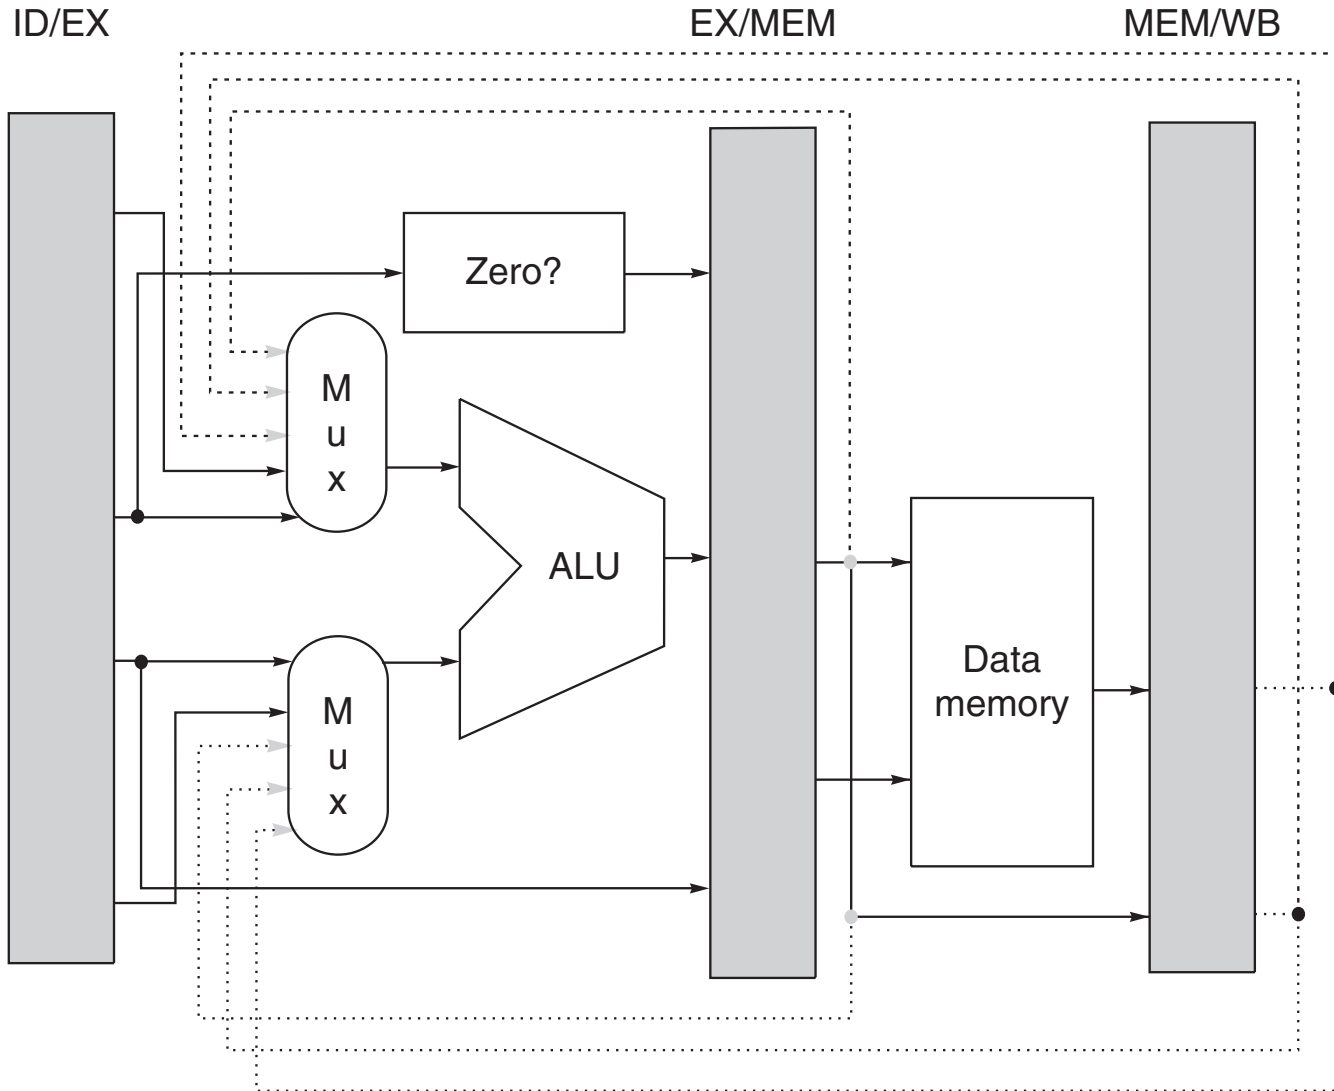 ID/EX
EX/MEM
MEM/WB
Zero?
M
u
x
ALU
M
u
x
Data
memory